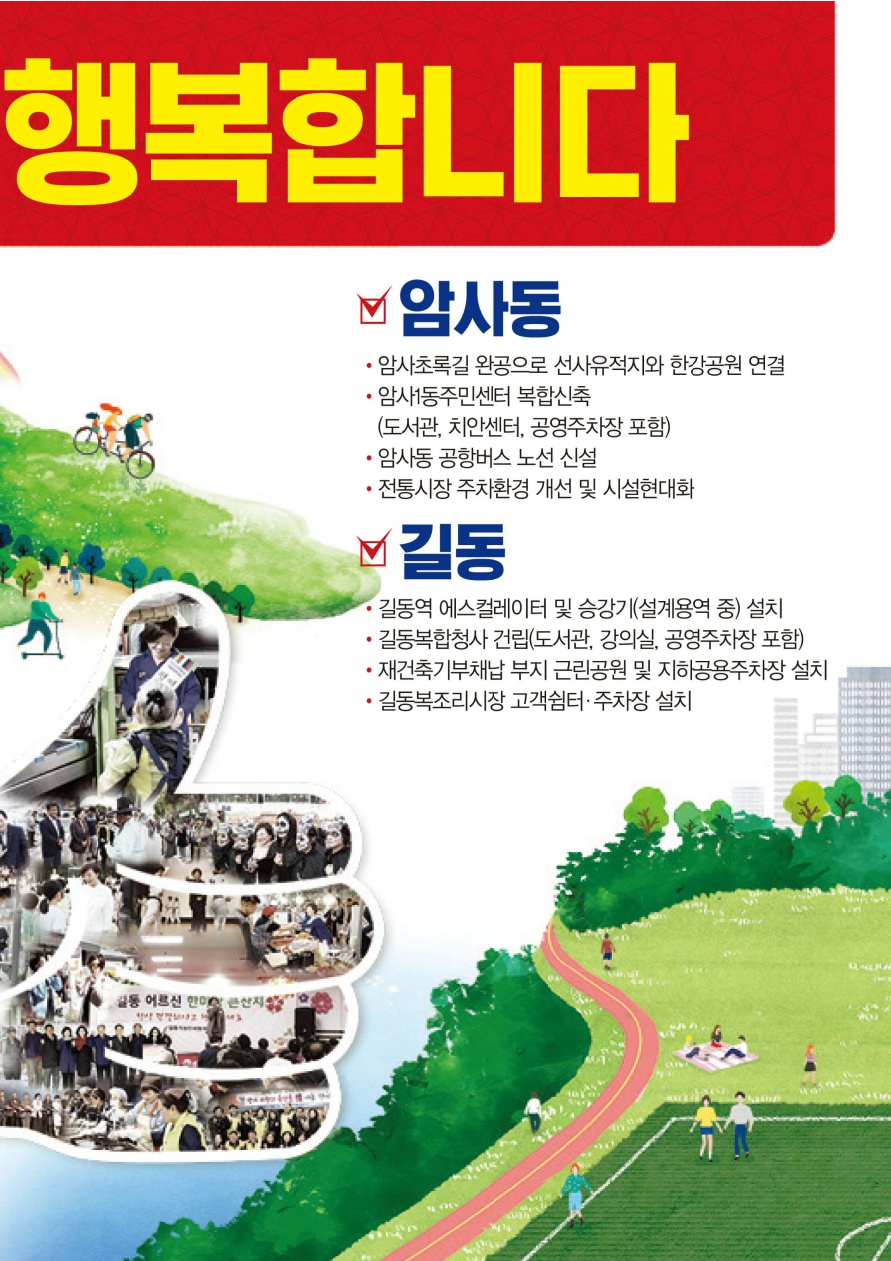 행복합니다
암사동
• 암사초록길 완공으로 선사유적지와 한강공원 연결
• 암사1동주민센터 복합신축
(도서관, 치안센터, 공영주차장 포함)
• 암사동 공항버스 노선 신설
• 전통시장 주차환경 개선 및 시설현대화
길동
• 길동역 에스컬레이터 및 승강기(설계용역 중) 설치
• 길동복합청사 건립(도서관, 강의실, 공영주차장 포함)
• 재건축기부채납 부지 근린공원 및 지하공용주차장 설치
• 길동복조리시장 고객쉼터·주차장 설치
길동 어르신